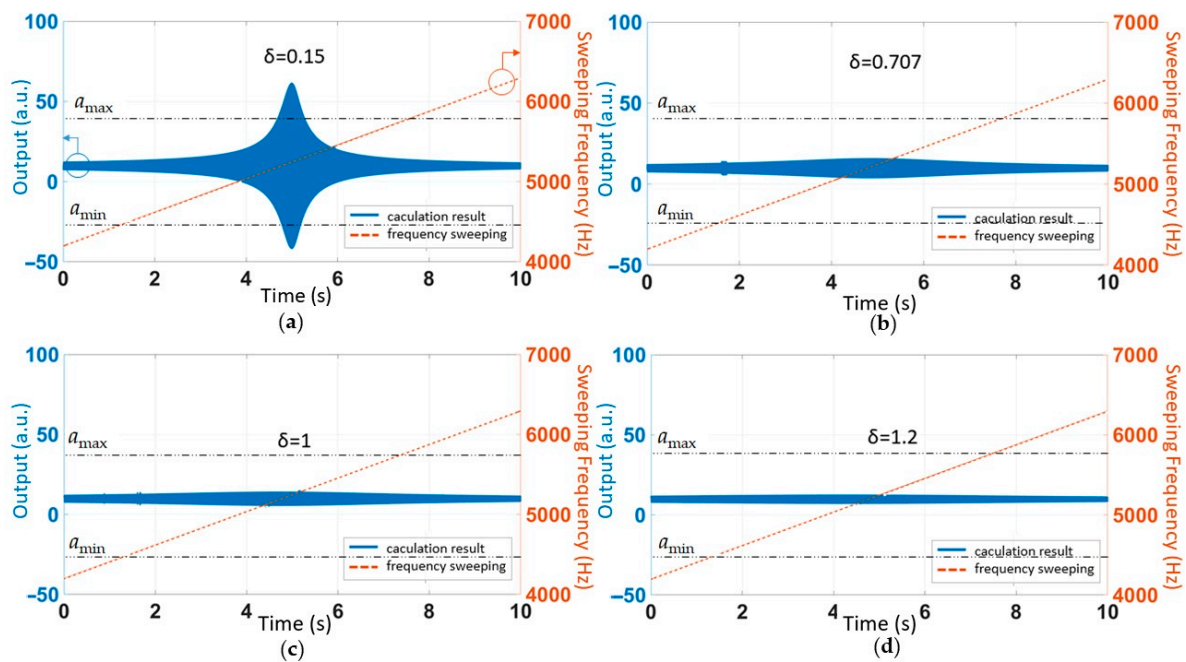 100
7000
δ=0.15
6000
50
a_max
Output (a.u.)
Sweeping Frequency (Hz)
5000
0
a_min
caculation result
frequency sweeping
–50
4000
0 2 4 6 8 10
Time (s)
(a)
100
7000
δ=0.707
a_max
6000
50
Outpnt (a.u.)
Sweeping Frequency (Hz)
0
5000
a_min
caculation result
frequency sweeping
–50
4000
0 2 4 6 8 10
Time (s)
(b)
100
7000
δ=1
a_max
50
6000
Output (a.u.)
Sweeping Frequency (Hz)
0
5000
a_min
caculation result
frequency sweeping
–50
4000
0 2 4 6 8 10
Time (s)
(c)
100
7000
δ=1.2
a_max
50
6000
Output (a.u.)
Sweeping Frequency (Hz)
0
5000
a_min
caculation result
frequency sweeping
–50
4000
0 2 4 6 8 10
Time (s)
(d)